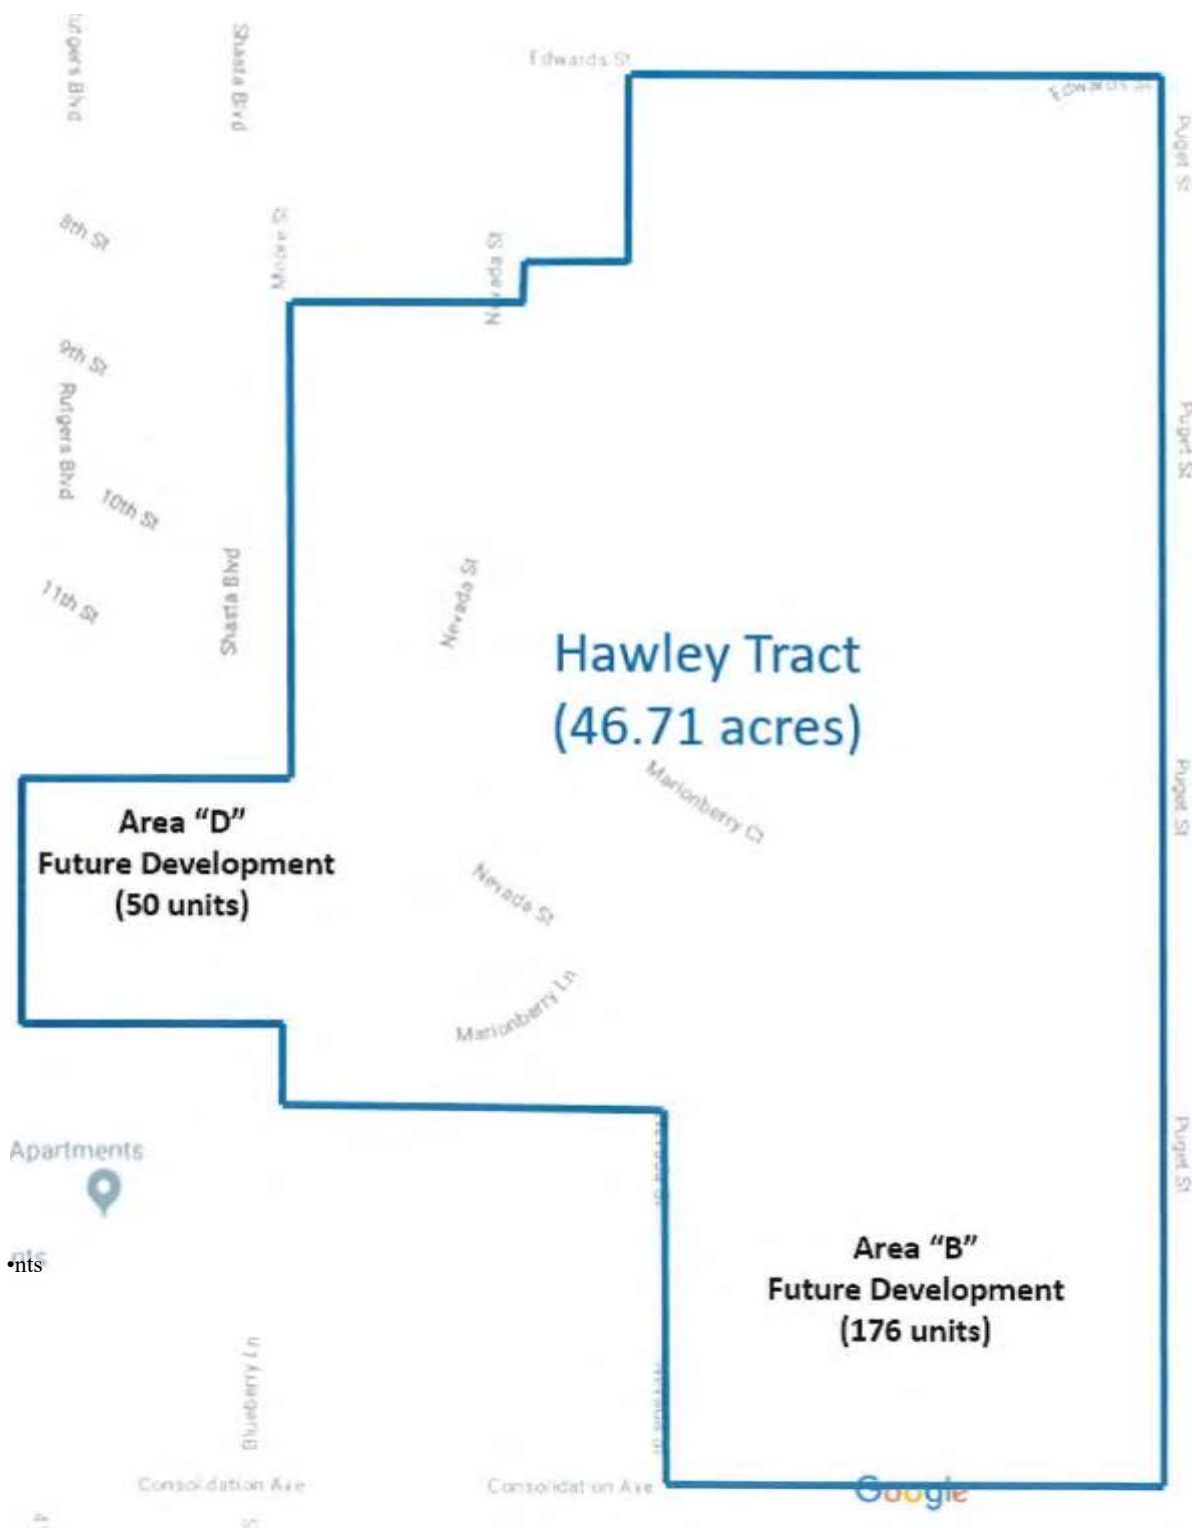 Shasta Blvd
Edwards St
Edwards St
Puget St
8th St
Moore St
Nevada St
9th St
Rutgers Blvd
Puget St
10th St
11th St
Shasta Blvd
Nevada St
Hawley Tract
(46.71 acres)
Marionberry Ct
Puget St
Area “D”
Future Development
(50 units)
Nevada St
Marionberry Ln
Apartments
Puget St
nts
•nts
Area “B”
Future Development
(176 units)
Blueberry Ln
Consolidation Ave
Consolidation Ave
Google